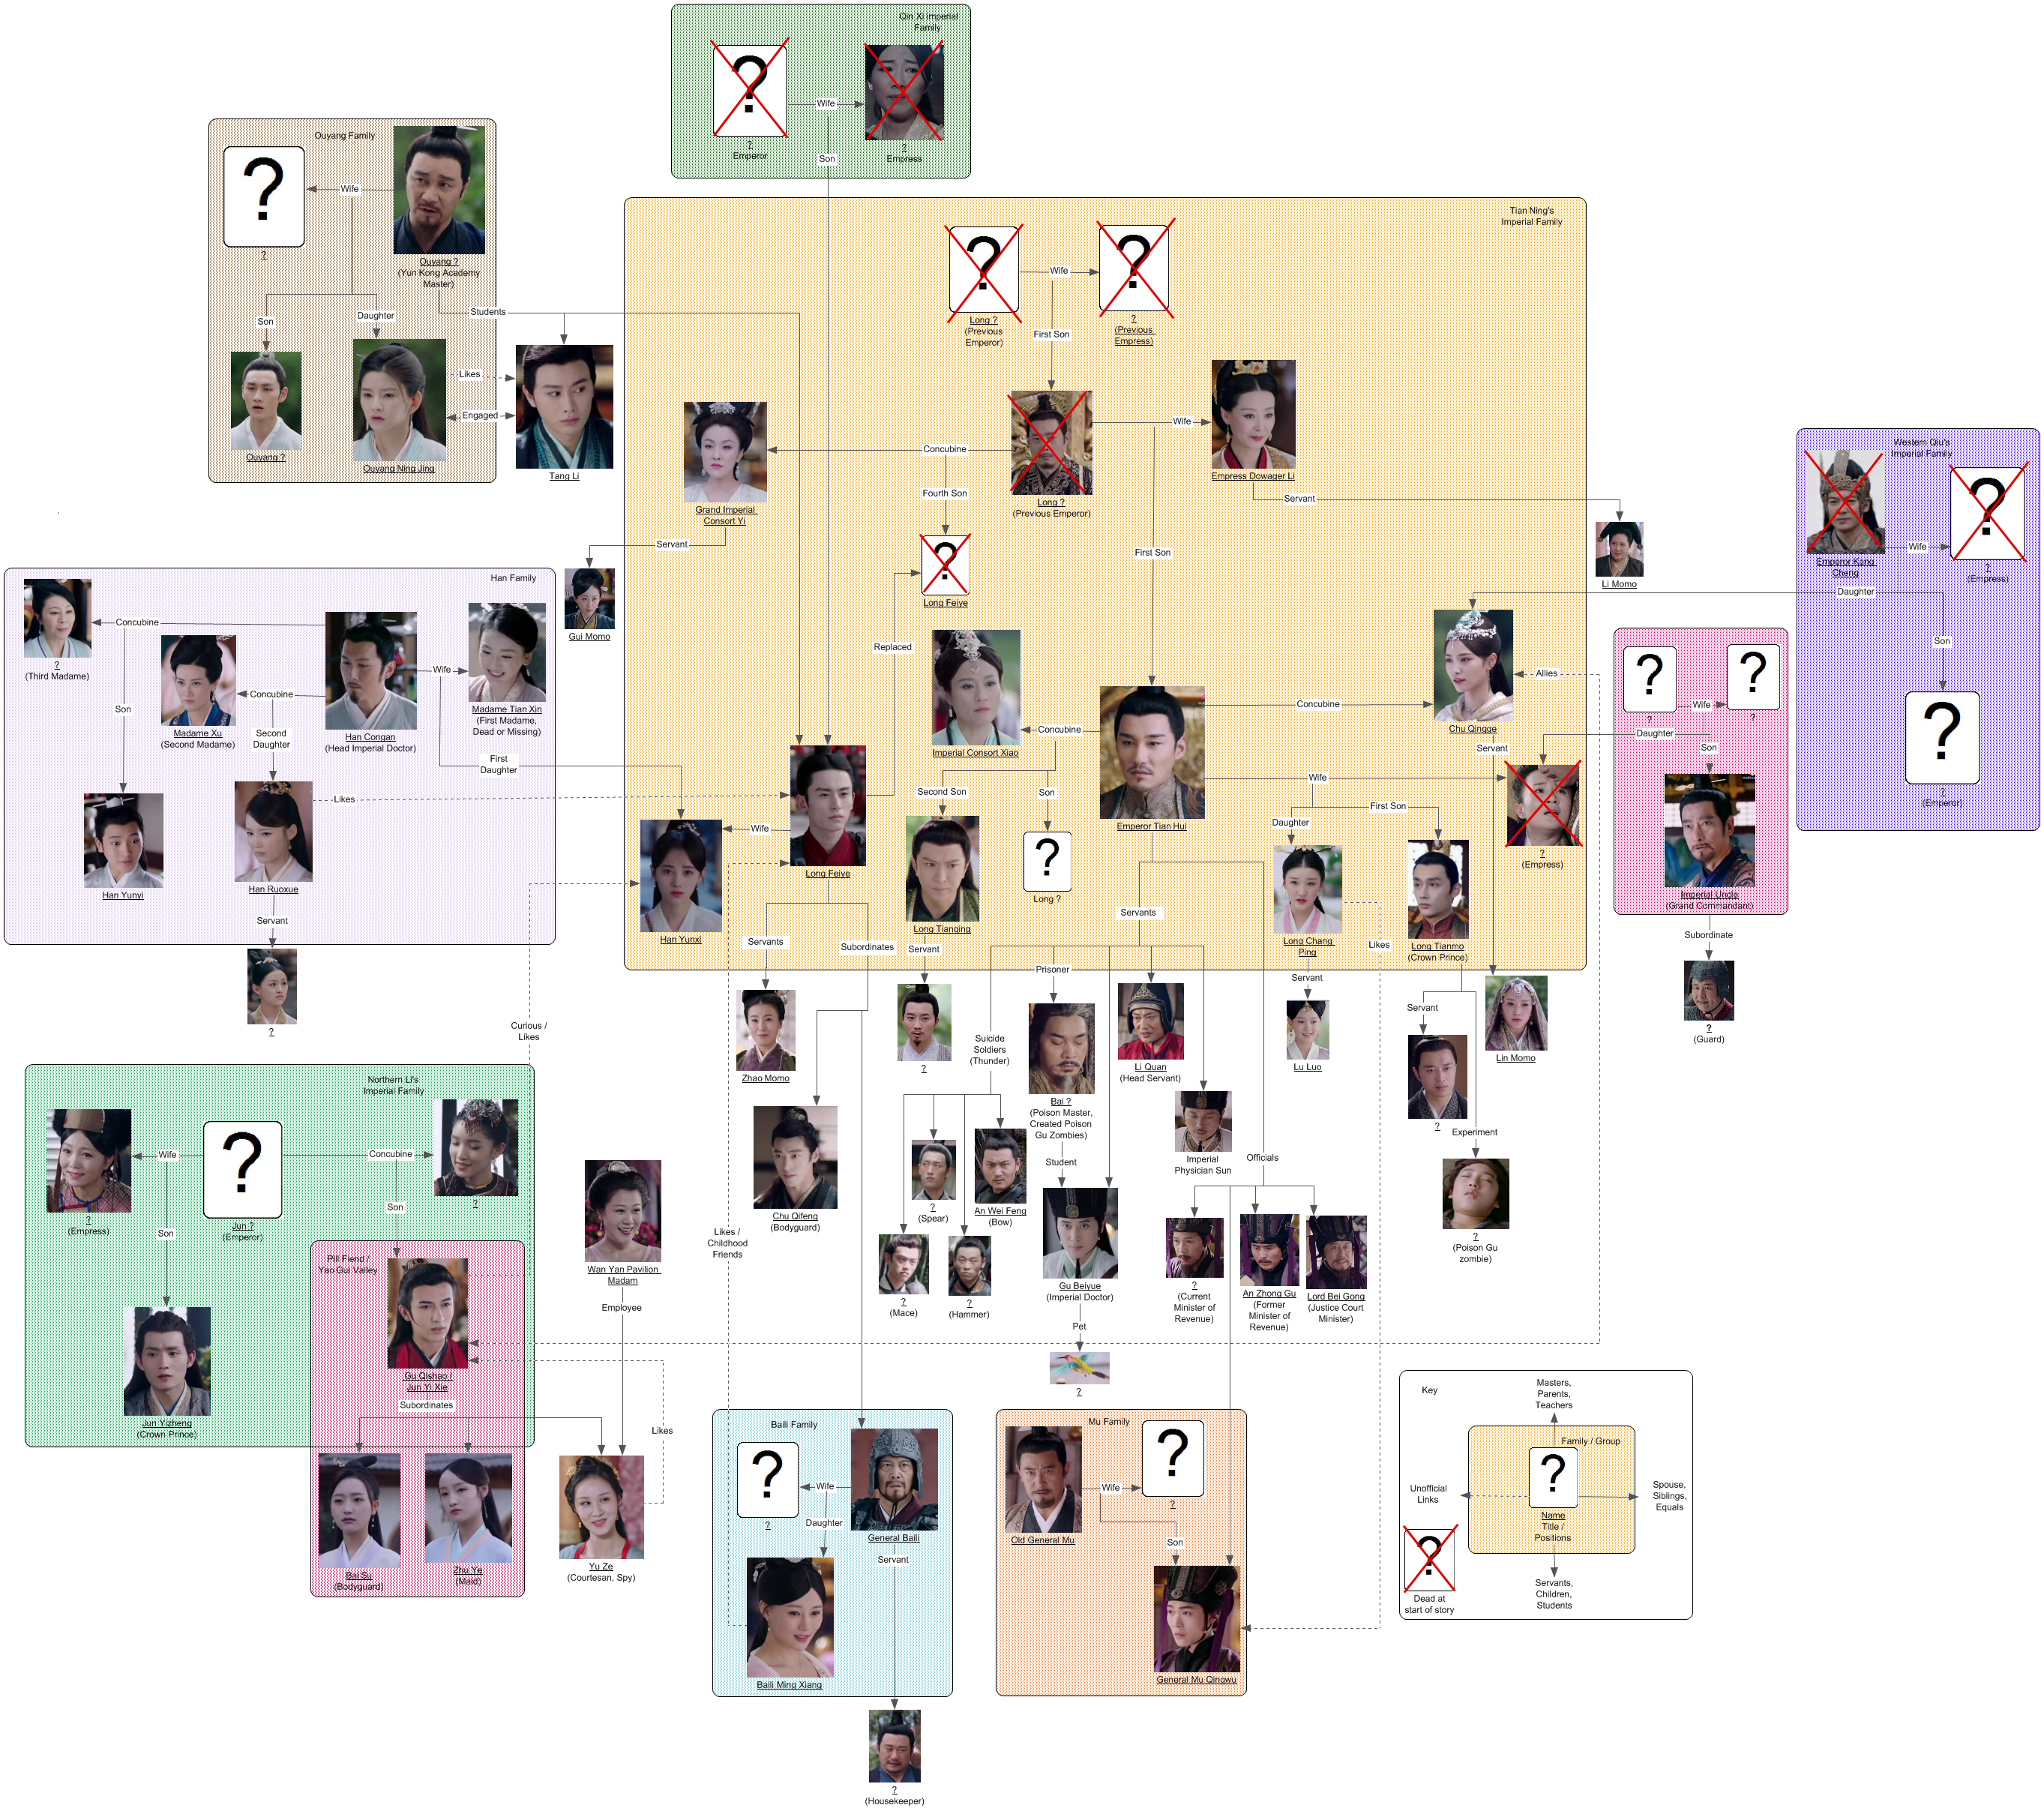 Qin Xi imperial
Family
?
Wife
?
Emperor
?
Empress
Son
Ouyang Family
?
Wife
?
Ouyang ?
(Yun Kong Academy
Master)
Students
Son
Daughter
Likes
Engaged
Ouyang ?
Ouyang Ning Jing
Tang Li
Tian Ning's
Imperial Family
?
Wife
?
Long ?
(Previous
Emperor)
?
(Previous
Empress)
First Son
Wife
Concubine
Fourth Son
Grand Imperial
Consort Yi
Long ?
(Previous Emperor)
Empress Dowager Li
Servant
Servant
First Son
?
Long Feiye
Gui Momo
Li Momo
Replaced
Western Qiu's
Imperial Family
?
Wife
Emperor Kang
Cheng
?
(Empress)
Daughter
Son
?
?
(Emperor)
Han Family
Concubine
?
(Third Madame)
Wife
Concubine
Madame Xu
(Second Madame)
Han Congan
(Head Imperial Doctor)
Madame Tian Xin
(First Madame,
Dead or Missing)
Son
Second
Daughter
First
Daughter
Likes
Han Yunyi
Han Ruoxue
Servant
?
Allies
Concubine
Concubine
Imperial Consort Xiao
Chu Qingge
Servant
Wife
Emperor Tian Hui
Second Son
Son
First Son
Daughter
?
(Empress)
Wife
Han Yunxi
Long Feiye
Long Tianqing
?
Long ?
Long Chang
Ping
Long Tianmo
(Crown Prince)
Likes
Servants
Servants
Subordinates
Servant
Servant
?
?
Wife
?
?
Daughter
Son
Imperial Uncle
(Grand Commandant)
Subordinate
?
(Guard)
Prisoner
Suicide
Soldiers
(Thunder)
Zhao Momo
?
Li Quan
(Head Servant)
Lu Luo
Servant
Lin Momo
?
Experiment
?
(Poison Gu
zombie)
Bai ?
(Poison Master,
Created Poison
Gu Zombies)
Student
Imperial
Physician Sun
Officials
Chu Qifeng
(Bodyguard)
?
(Spear)
An Wei Feng
(Bow)
?
(Mace)
?
(Hammer)
Gu Beiyue
(Imperial Doctor)
Pet
?
?
(Current
Minister of
Revenue)
An Zhong Gu
(Former
Minister of
Revenue)
Lord Bei Gong
(Justice Court
Minister)
Curious /
Likes
Northern Li's
Imperial Family
?
Wife
Concubine
?
(Empress)
Jun ?
(Emperor)
?
Son
Son
Pill Fiend /
Yao Gui Valley
Jun Yizheng
(Crown Prince)
Gu Qishao /
Jun Yi Xie
Subordinates
Wan Yan Pavilion
Madam
Employee
Likes /
Childhood
Friends
Likes
Bai Su
(Bodyguard)
Zhu Ye
(Maid)
Yu Ze
(Courtesan, Spy)
Baili Family
?
Wife
?
Daughter
General Baili
Servant
Baili Ming Xiang
?
(Housekeeper)
Mu Family
?
Wife
Old General Mu
?
Son
General Mu Qingwu
Key
Masters,
Parents,
Teachers
Family / Group
?
Unofficial
Links
Spouse,
Siblings,
Equals
Name
Title /
Positions
?
Dead at
start of story
Servants,
Children,
Students